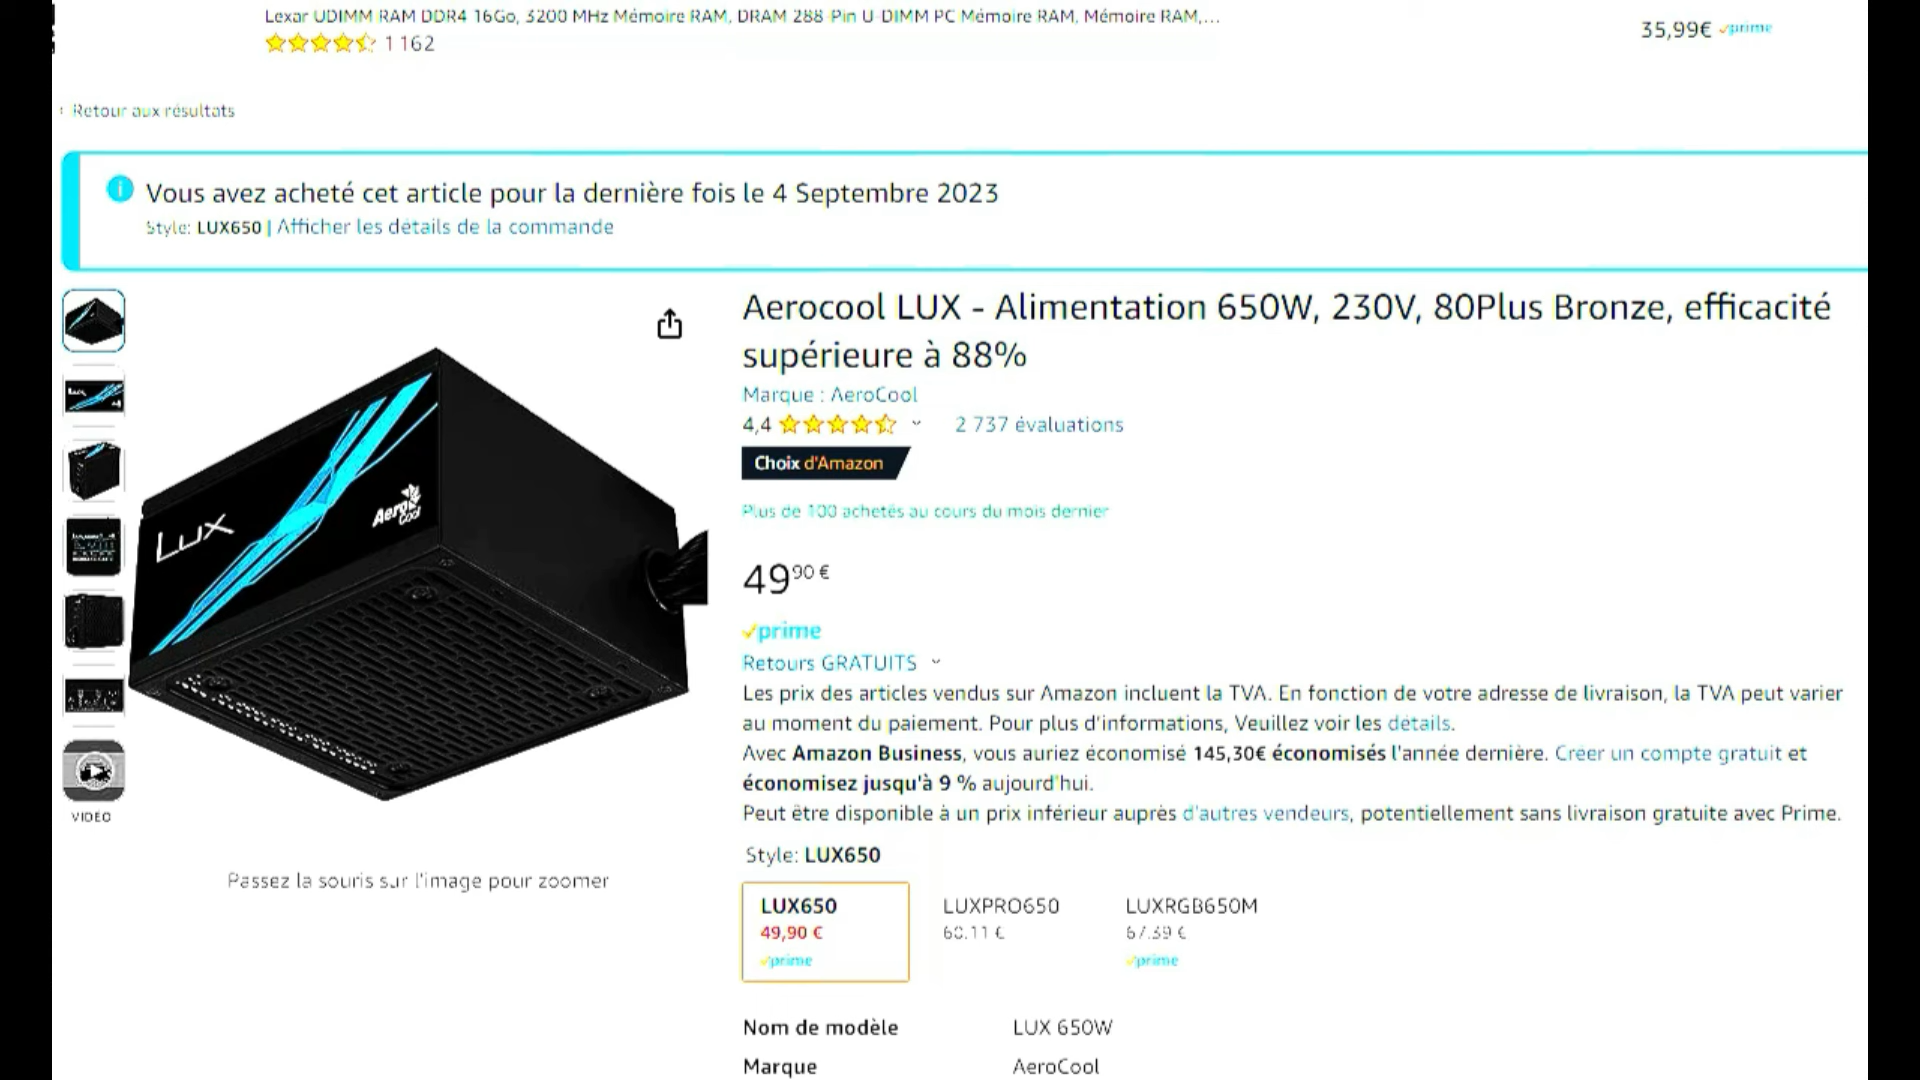 Lexar UDIMM RAM DDR4 16Go, 3200 MHz Mémoire RAM, DRAM 288-Pin U-DIMM PC Mémoire RAM, Mémoire RAM,...
1 162
35,99€ prime
‹ Retour aux résultats
Vous avez acheté cet article pour la dernière fois le 4 Septembre 2023
Style: LUX650 | Afficher les détails de la commande
Aerocool LUX - Alimentation 650W, 230V, 80Plus Bronze, efficacité
supérieure à 88%
Marque : AeroCool
4,4
2 737 évaluations
Choix d'Amazon
Plus de 100 achetés au cours du mois dernier
49,90 €
prime
Retours GRATUITS
Les prix des articles vendus sur Amazon incluent la TVA. En fonction de votre adresse de livraison, la TVA peut varier
au moment du paiement. Pour plus d'informations, Veuillez voir les détails.
Avec Amazon Business, vous auriez économisé 145,30€ économisés l'année dernière. Créer un compte gratuit et
économisez jusqu'à 9 % aujourd'hui.
Peut être disponible à un prix inférieur auprès d'autres vendeurs, potentiellement sans livraison gratuite avec Prime.
Lux
AeroCool
VIDEO
Passez la souris sur l'image pour zoomer
Style: LUX650
LUX650
49,90 €
prime
LUXPRO650
60,11 €
LUXRGB650M
67,39 €
prime
Nom de modèle LUX 650W
Marque AeroCool